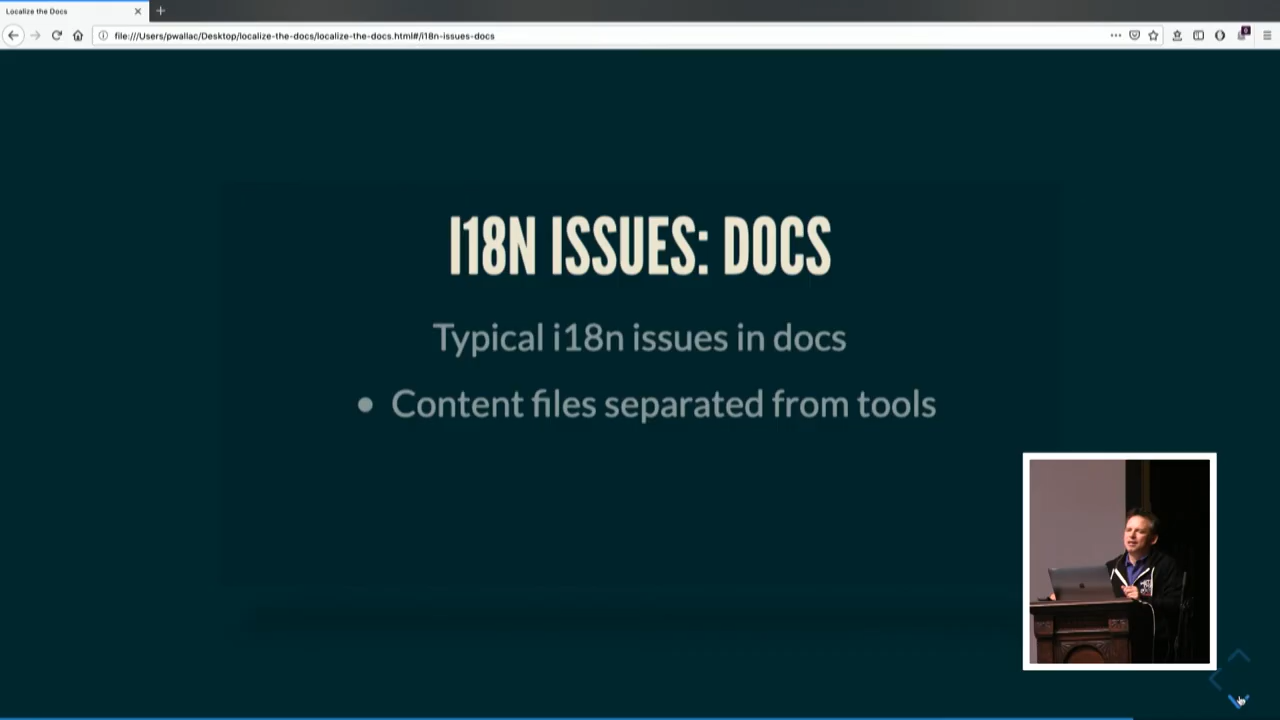 Localize the Docs
file:///Users/pwallac/Desktop/localize-the-docs/localize-the-docs.html#/i18n-issues-docs
I18N ISSUES: DOCS
Typical i18n issues in docs
• Content files separated from tools